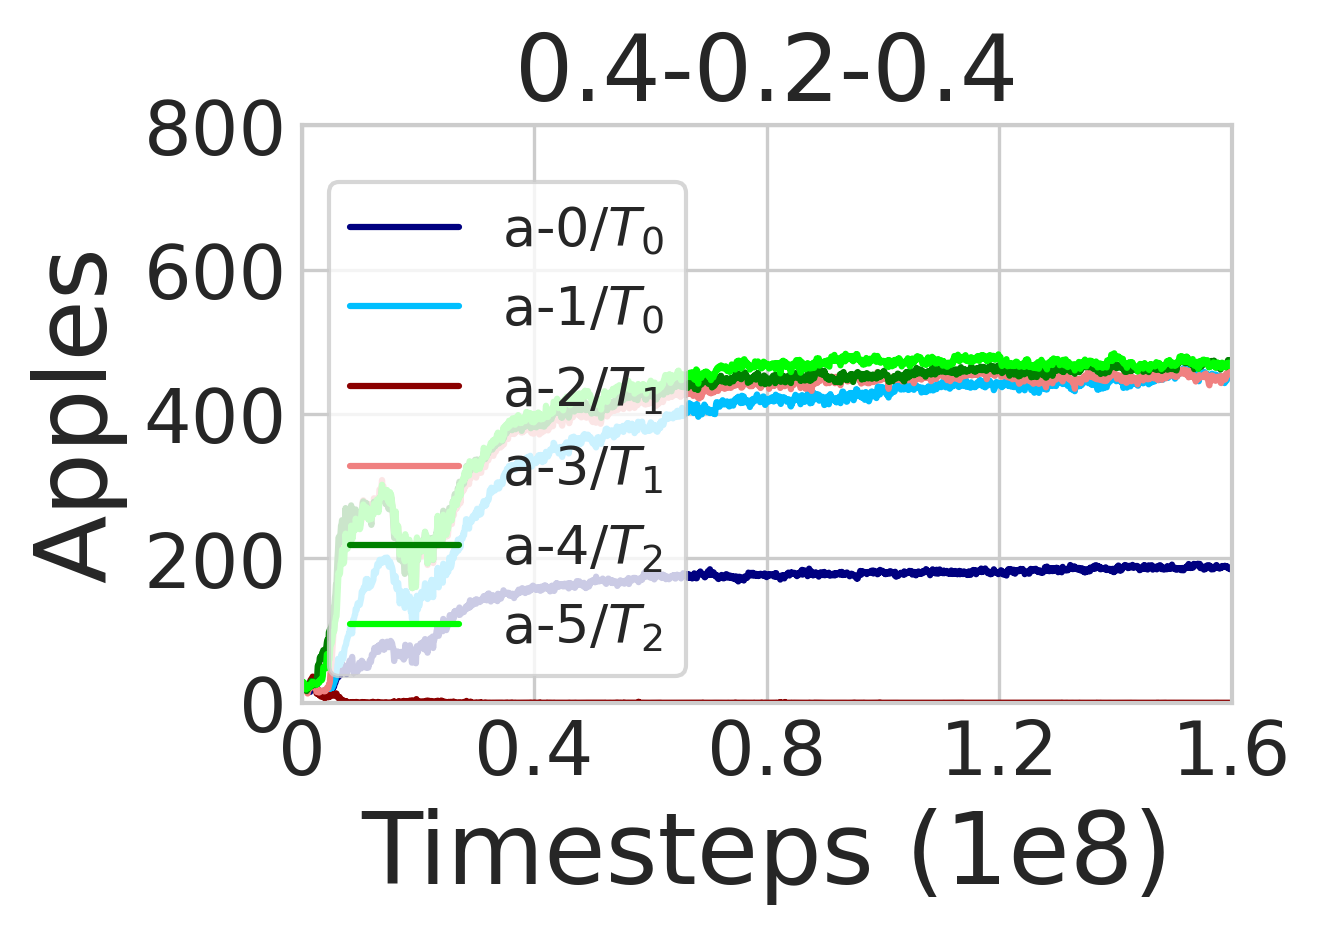 0.4-0.2-0.4
800
600
400
200
0
Apples
a-0/T₀
a-1/T₀
a-2/T₁
a-3/T₁
a-4/T₂
a-5/T₂
0 0.4 0.8 1.2 1.6
Timesteps (1e8)